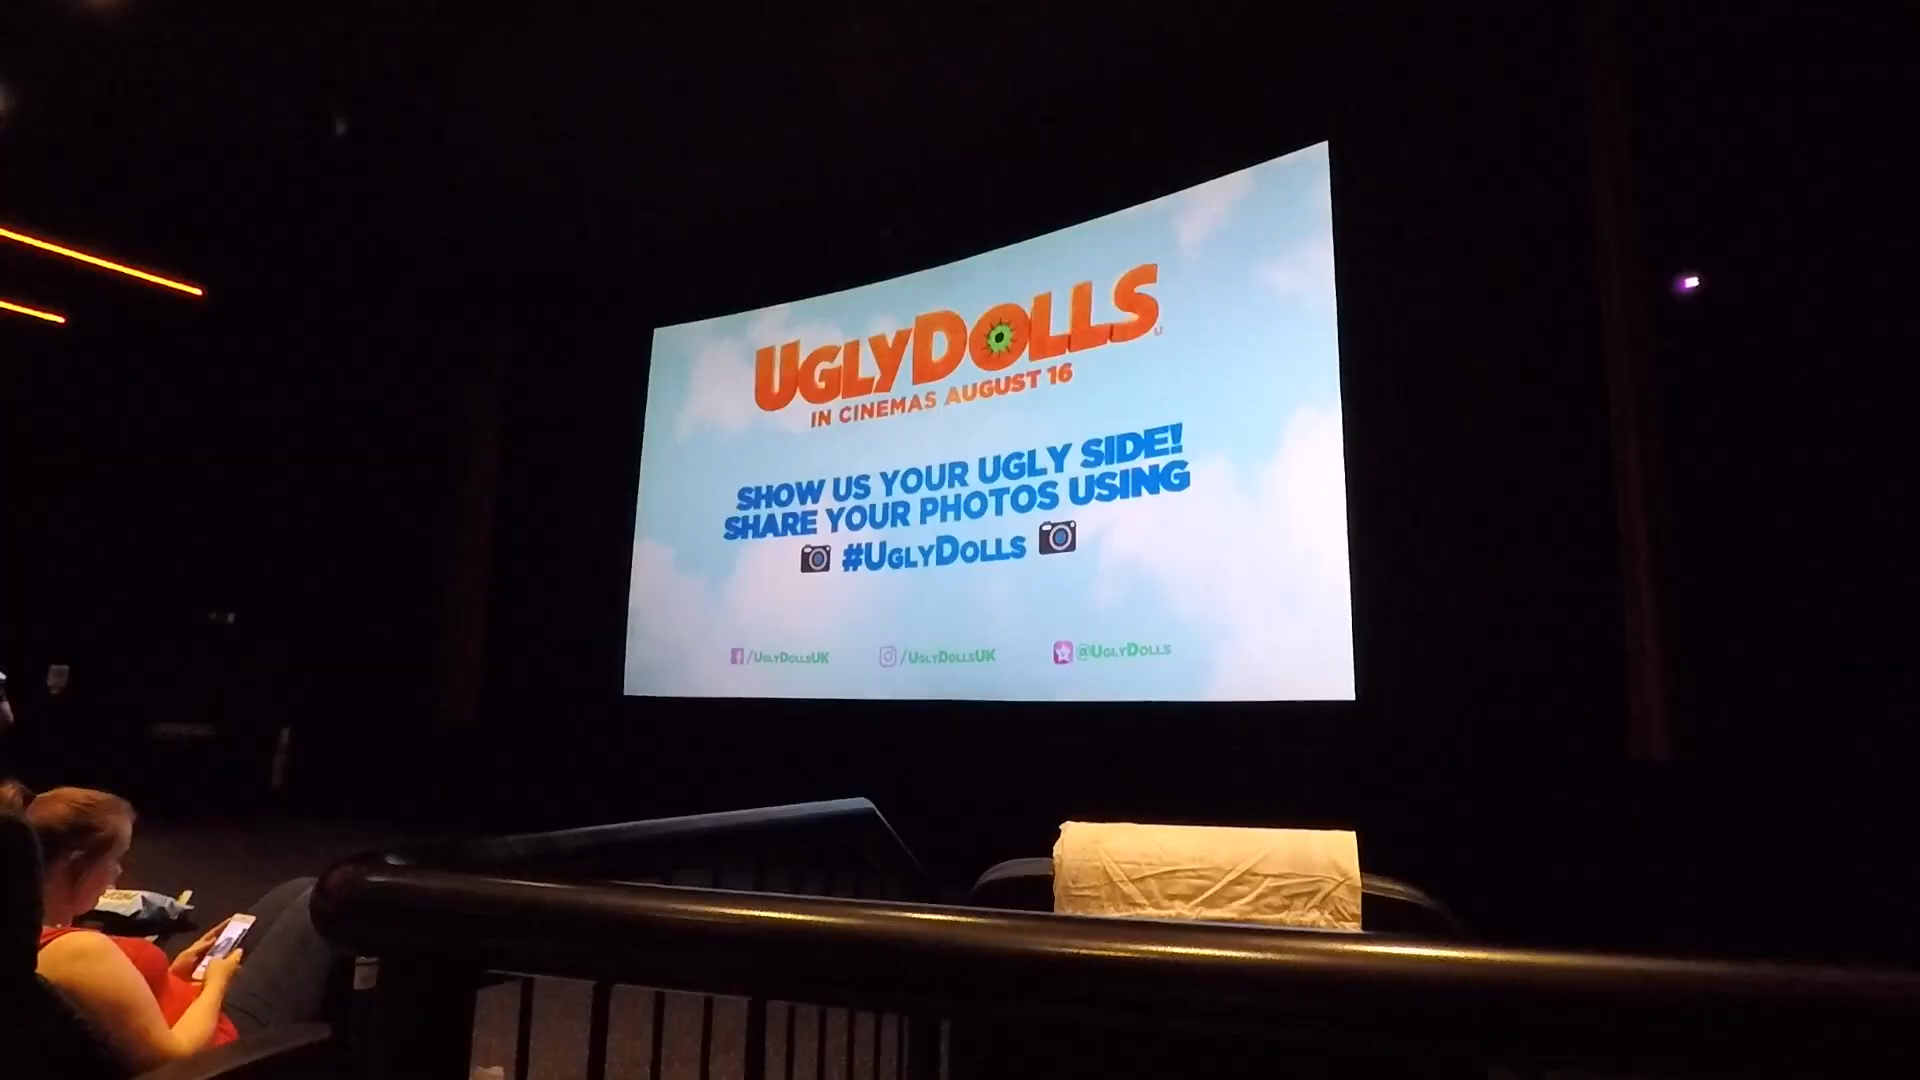 UGLYDOLLS
IN CINEMAS AUGUST 16
SHOW US YOUR UGLY SIDE!
SHARE YOUR PHOTOS USING
#UGLYDOLLS
/UGLYDOLLSUK /UGLYDOLLSUK @UGLYDOLLS